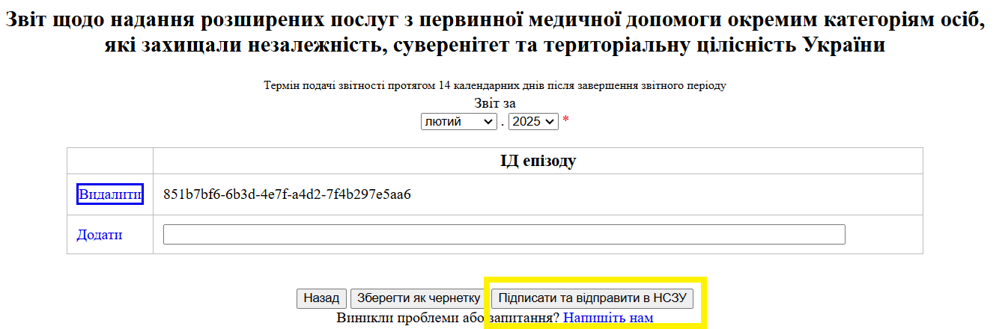 Звіт щодо надання розширених послуг з первинної медичної допомоги окремим категоріям осіб,
які захищали незалежність, суверенітет та територіальну цілісність України
Термін подачі звітності протягом 14 календарних днів після завершення звітного періоду
Звіт за
лютий . 2025 *
ІД епізоду
Видалити 851b7bf6-6b3d-4e7f-a4d2-7f4b297e5aa6
Додати
Назад Зберегти як чернетку Підписати та відправити в НСЗУ
Виникли проблеми або запитання? Напишіть нам